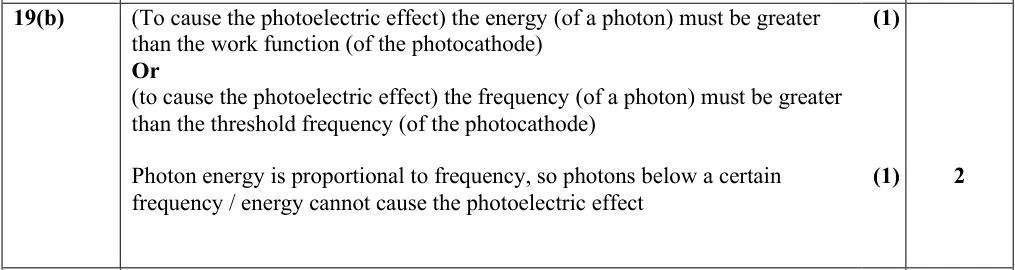 19(b) (To cause the photoelectric effect) the energy (of a photon) must be greater (1)
than the work function (of the photocathode)
Or
(to cause the photoelectric effect) the frequency (of a photon) must be greater
than the threshold frequency (of the photocathode)
Photon energy is proportional to frequency, so photons below a certain (1) 2
frequency / energy cannot cause the photoelectric effect